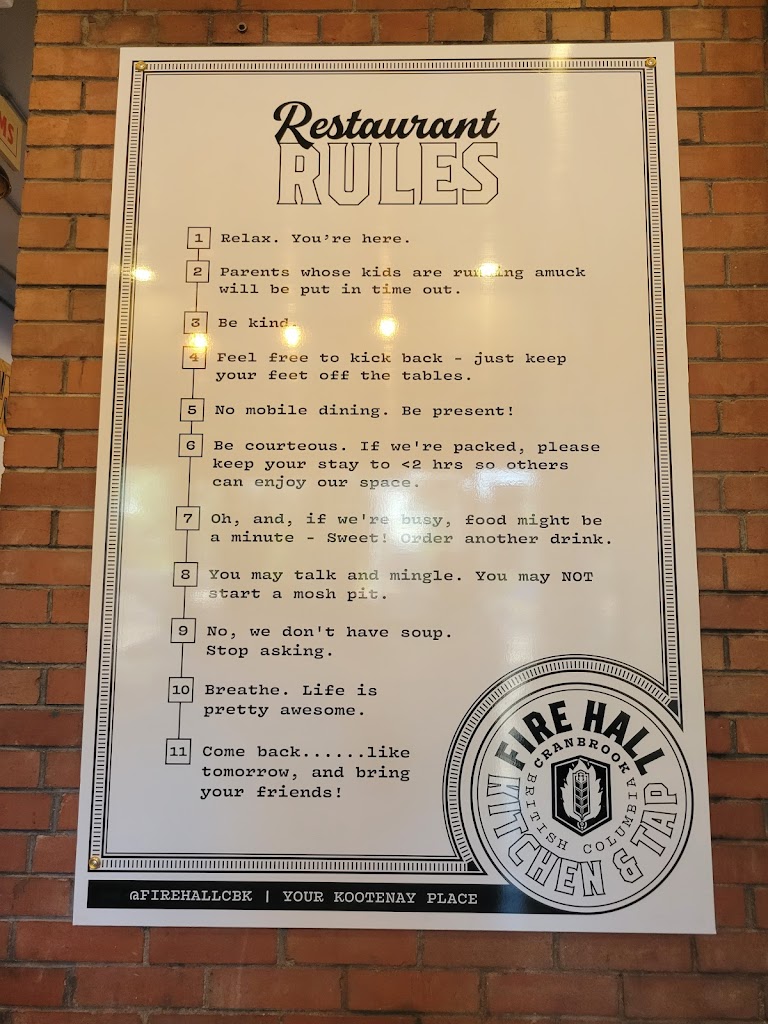 MS
Restaurant
RULES
1 Relax. You're here.
2 Parents whose kids are running amuck
will be put in time out.
3 Be kind.
4 Feel free to kick back - just keep
your feet off the tables.
5 No mobile dining. Be present!
6 Be courteous. If we're packed, please
keep your stay to <2 hrs so others
can enjoy our space.
7 Oh, and, if we're busy, food might be
a minute - Sweet! Order another drink.
8 You may talk and mingle. You may NOT
start a mosh pit.
9 No, we don't have soup.
Stop asking.
10 Breathe. Life is
pretty awesome.
11 Come back......like
tomorrow, and bring
your friends!
FIRE HALL
CRANBROOK
BRITISH COLUMBIA
KITCHEN & TAP
@FIREHALLCBK | YOUR KOOTENAY PLACE